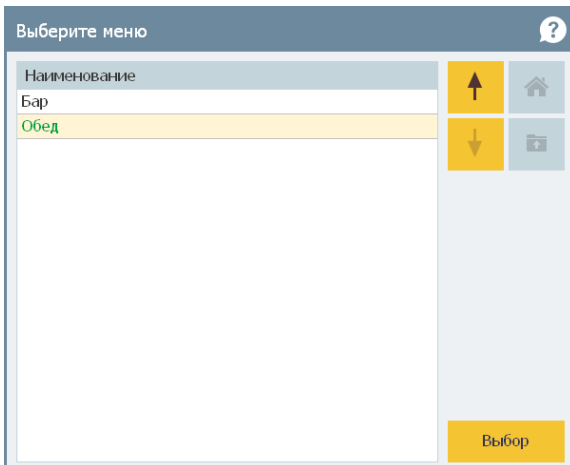 Выберите меню
?
Наименование
Бар
Обед
Выбор